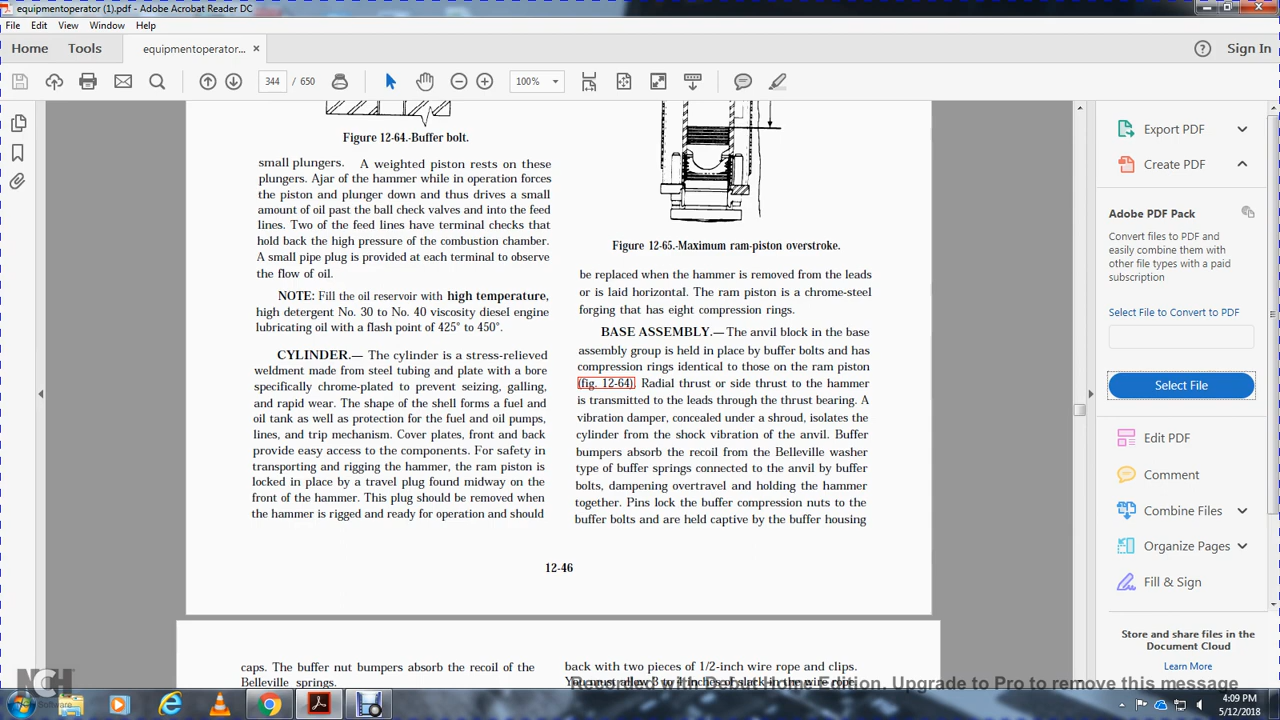 equipmentoperator (1).pdf - Adobe Acrobat Reader DC
File Edit View Window Help
Home Tools equipmentoperator... × Sign In
344 / 650 100%
Figure 12-64.-Buffer bolt.
small plungers. A weighted piston rests on these
plungers. Ajar of the hammer while in operation forces
the piston and plunger down and thus drives a small
amount of oil past the ball check valves and into the feed
lines. Two of the feed lines have terminal checks that
hold back the high pressure of the combustion chamber.
A small pipe plug is provided at each terminal to observe
the flow of oil.
NOTE: Fill the oil reservoir with high temperature,
high detergent No. 30 to No. 40 viscosity diesel engine
lubricating oil with a flash point of 425° to 450°.
CYLINDER.— The cylinder is a stress-relieved
weldment made from steel tubing and plate with a bore
specifically chrome-plated to prevent seizing, galling,
and rapid wear. The shape of the shell forms a fuel and
oil tank as well as protection for the fuel and oil pumps,
lines, and trip mechanism. Cover plates, front and back
provide easy access to the components. For safety in
transporting and rigging the hammer, the ram piston is
locked in place by a travel plug found midway on the
front of the hammer. This plug should be removed when
the hammer is rigged and ready for operation and should
Figure 12-65.-Maximum ram-piston overstroke.
be replaced when the hammer is removed from the leads
or is laid horizontal. The ram piston is a chrome-steel
forging that has eight compression rings.
BASE ASSEMBLY.— The anvil block in the base
assembly group is held in place by buffer bolts and has
compression rings identical to those on the ram piston
(fig. 12-64). Radial thrust or side thrust to the hammer
is transmitted to the leads through the thrust bearing. A
vibration damper, concealed under a shroud, isolates the
cylinder from the shock vibration of the anvil. Buffer
bumpers absorb the recoil from the Belleville washer
type of buffer springs connected to the anvil by buffer
bolts, dampening overtravel and holding the hammer
together. Pins lock the buffer compression nuts to the
buffer bolts and are held captive by the buffer housing
12-46
caps. The buffer nut bumpers absorb the recoil of the
Belleville springs.
back with two pieces of 1/2-inch wire rope and clips.
You must allow 3 to 4 inches of slack in the wire rope
Export PDF
Create PDF
Adobe PDF Pack
Convert files to PDF and
easily combine them with
other file types with a paid
subscription
Select File to Convert to PDF
Select File
Edit PDF
Comment
Combine Files
Organize Pages
Fill & Sign
Store and share files in the
Document Cloud
Learn More
NCH
Software
Home Edition, Upgrade to Pro to remove this message
4:09 PM
5/12/2018